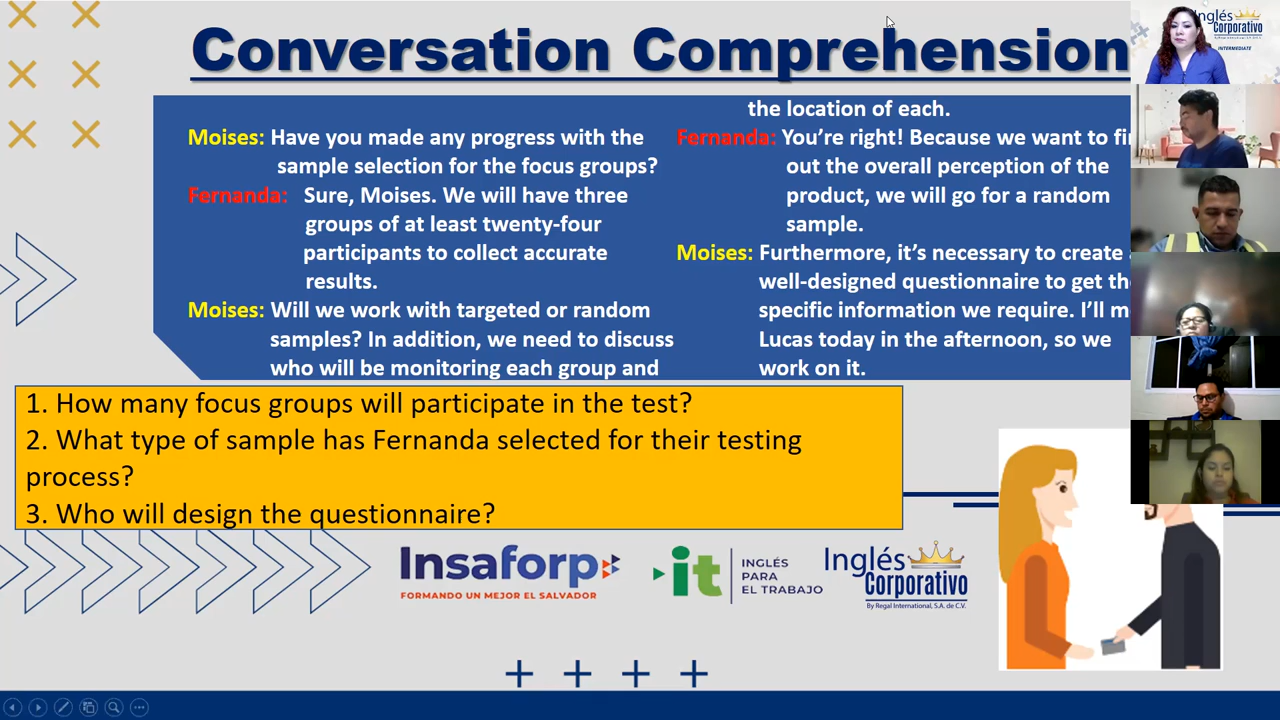 Conversation Comprehension
Moises: Have you made any progress with the
sample selection for the focus groups?
Fernanda: Sure, Moises. We will have three
groups of at least twenty-four
participants to collect accurate
results.
Moises: Will we work with targeted or random
samples? In addition, we need to discuss
who will be monitoring each group and
the location of each.
Fernanda: You're right! Because we want to
out the overall perception of the
product, we will go for a random
sample.
Moises: Furthermore, it's necessary to create
well-designed questionnaire to get
specific information we require. I'll
Lucas today in the afternoon, so we
work on it.
1. How many focus groups will participate in the test?
2. What type of sample has Fernanda selected for their testing
process?
3. Who will design the questionnaire?
Insaforp
FORMANDO UN MEJOR EL SALVADOR
it
INGLÉS
PARA
EL TRABAJO
Inglés
Corporativo
By Regal International, S.A. de C.V.
Inglés
Corporativo
INTERMEDIATE